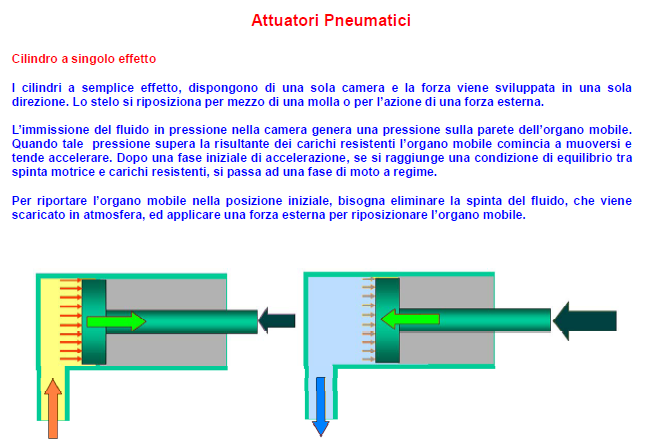 Attuatori Pneumatici
Cilindro a singolo effetto
I cilindri a semplice effetto, dispongono di una sola camera e la forza viene sviluppata in una sola
direzione. Lo stelo si riposiziona per mezzo di una molla o per l'azione di una forza esterna.
L'immissione del fluido in pressione nella camera genera una pressione sulla parete dell'organo mobile.
Quando tale pressione supera la risultante dei carichi resistenti l'organo mobile comincia a muoversi e
tende accelerare. Dopo una fase iniziale di accelerazione, se si raggiunge una condizione di equilibrio tra
spinta motrice e carichi resistenti, si passa ad una fase di moto a regime.
Per riportare l'organo mobile nella posizione iniziale, bisogna eliminare la spinta del fluido, che viene
scaricato in atmosfera, ed applicare una forza esterna per riposizionare l'organo mobile.